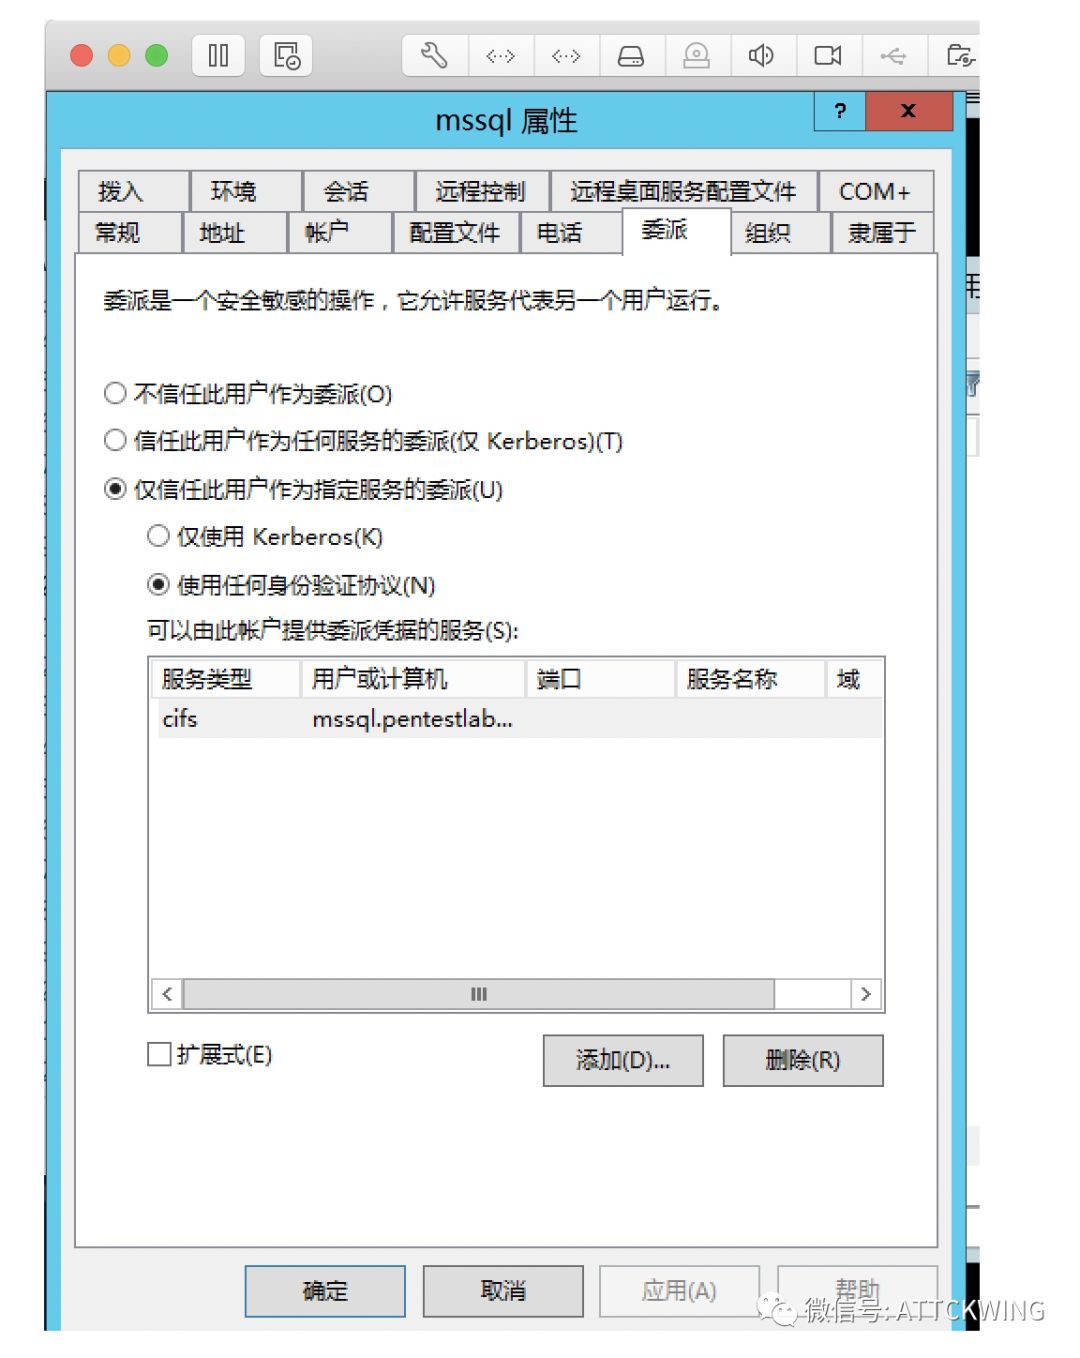 mssql 属性
?
x
拨入 环境 会话 远程控制 远程桌面服务配置文件 COM+
常规 地址 帐户 配置文件 电话 委派 组织 隶属于
用
委派是一个安全敏感的操作，它允许服务代表另一个用户运行。
不信任此用户作为委派(O)
信任此用户作为任何服务的委派(仅 Kerberos)(T)
仅信任此用户作为指定服务的委派(U)
仅使用 Kerberos(K)
使用任何身份验证协议(N)
可以由此帐户提供委派凭据的服务(S):
服务类型 用户或计算机 端口 服务名称 域
cifs mssql.pentestlab...
扩展式(E)
添加(D)... 删除(R)
确定 取消 应用(A) 帮助
微信号: ATTCKWING